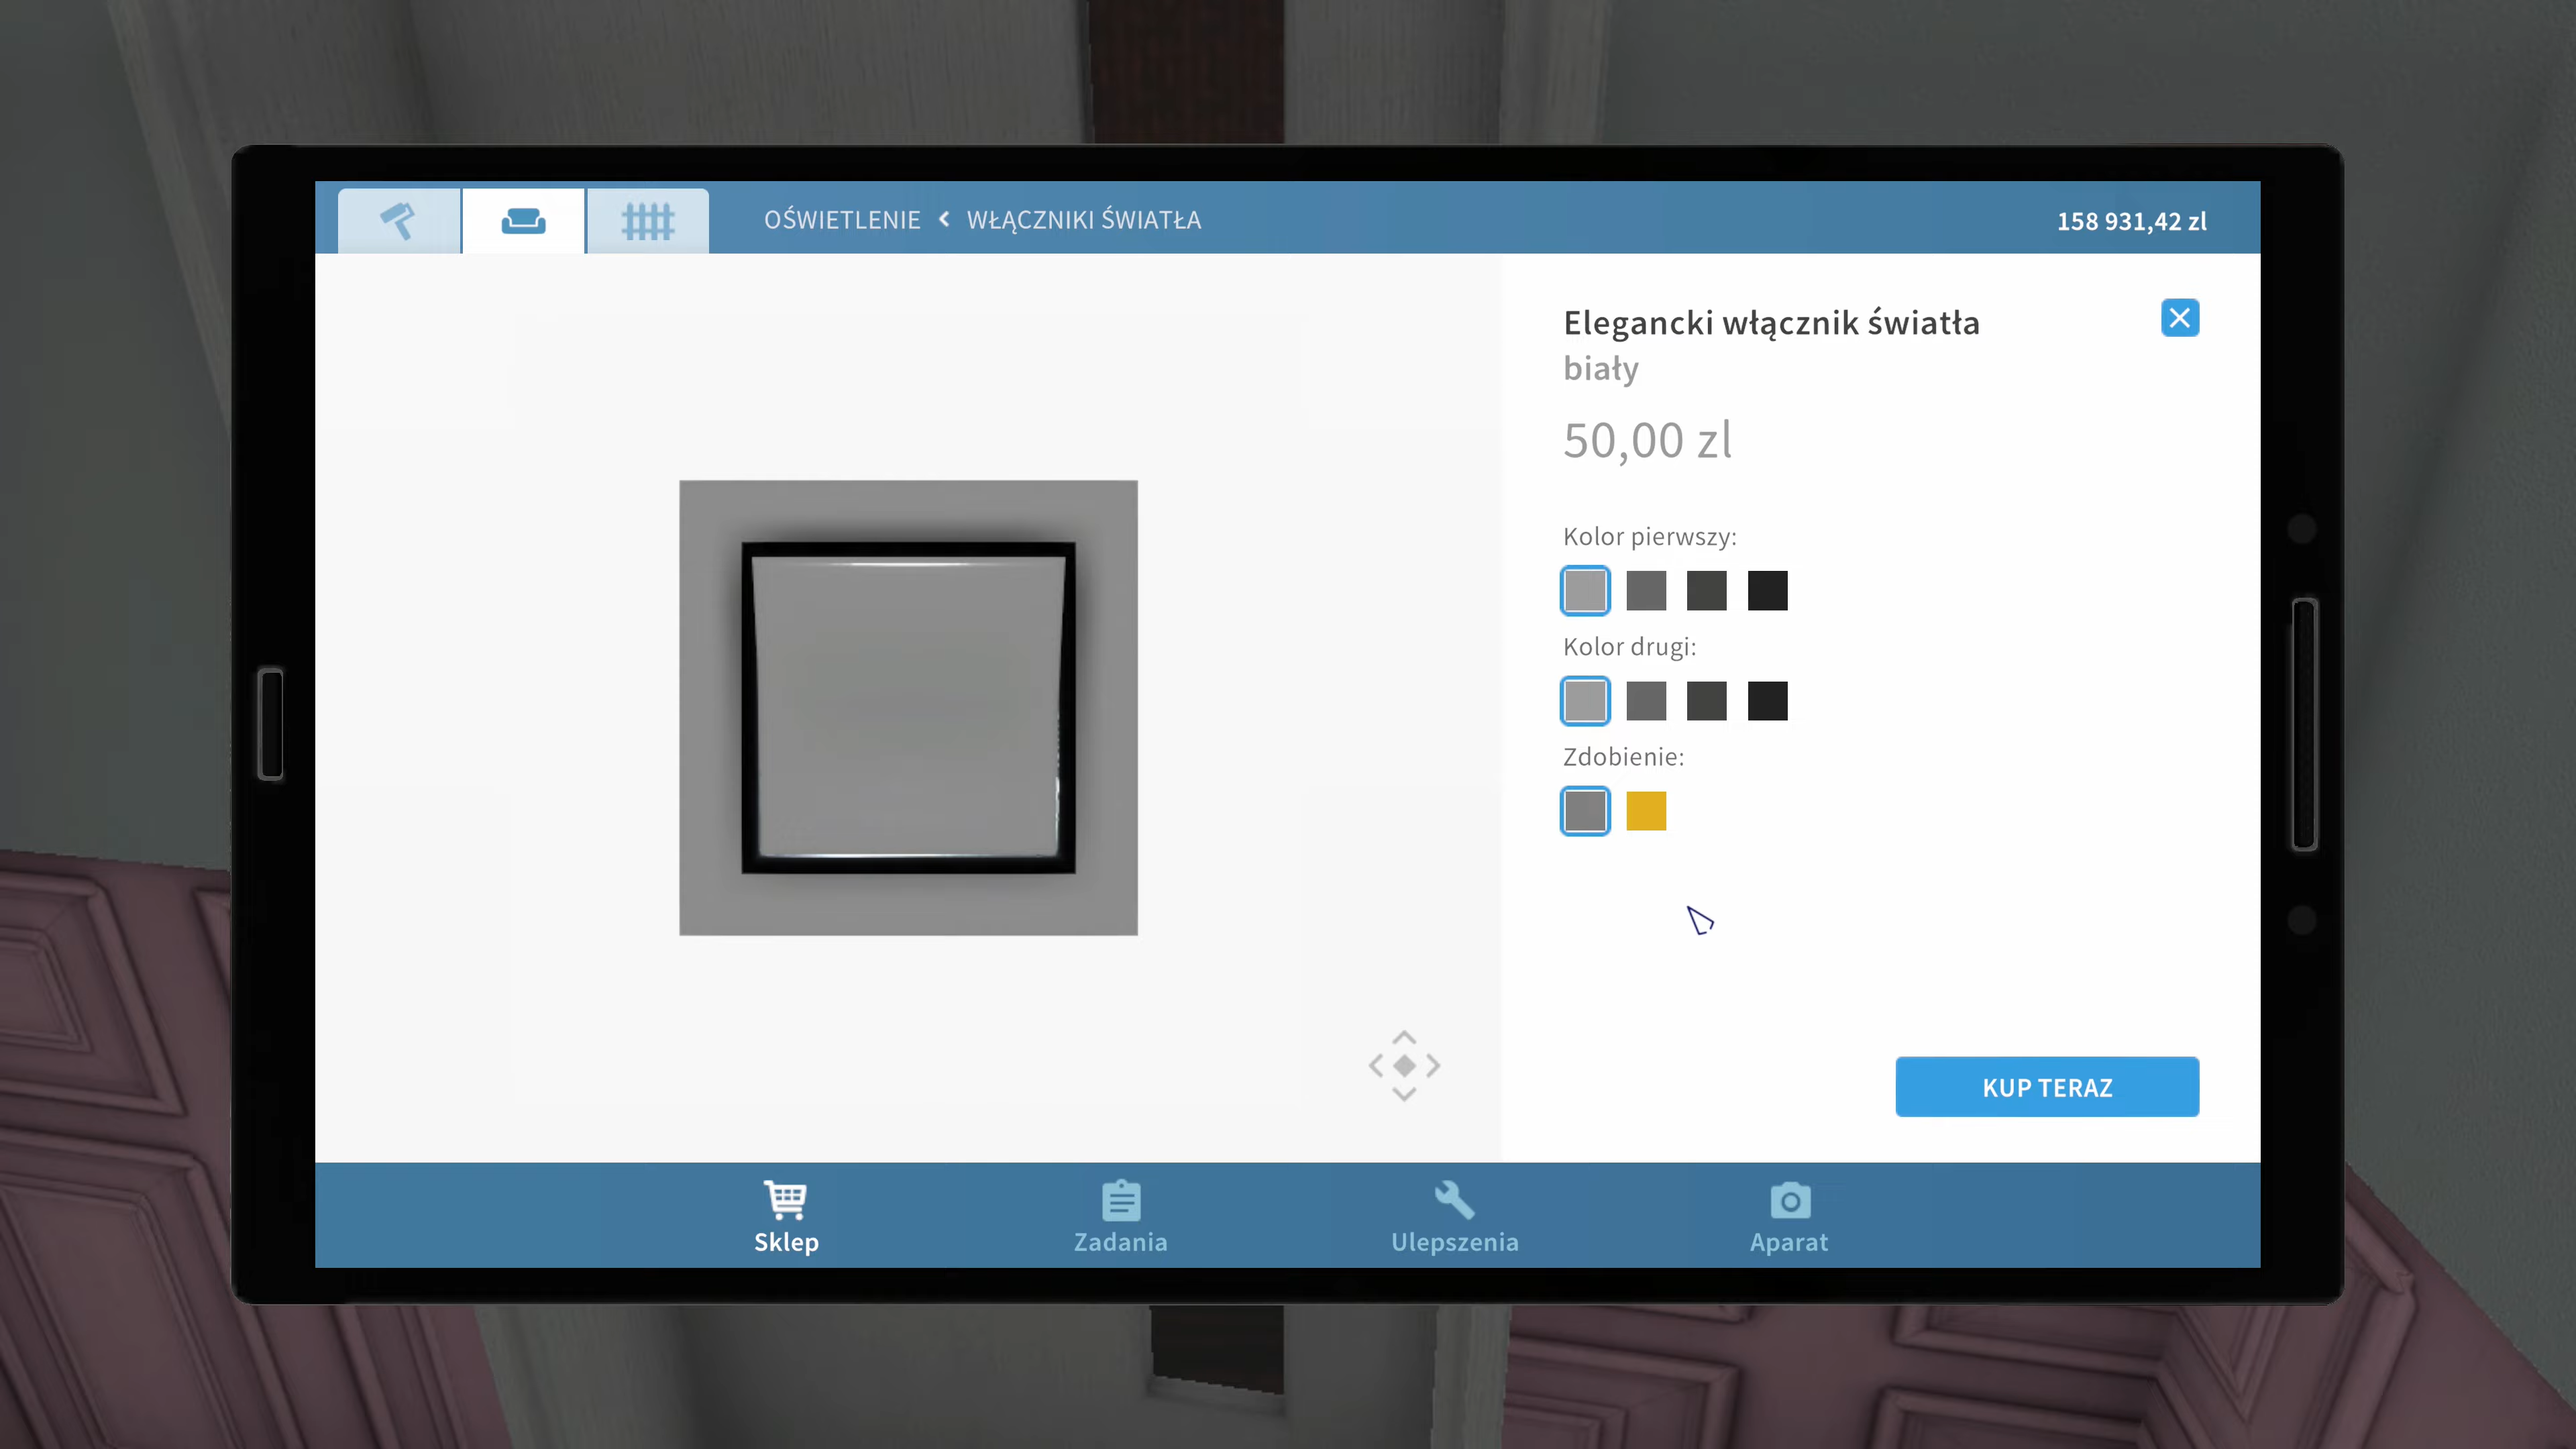 OŚWIETLENIE < WŁĄCZNIKI ŚWIATŁA
158 931,42 zl
Elegancki włącznik światła
biały
50,00 zl
Kolor pierwszy:
Kolor drugi:
Zdobienie:
KUP TERAZ
Sklep
Zadania
Ulepszenia
Aparat